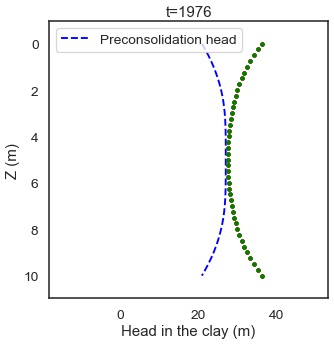 t=1976
Preconsolidation head
0
2
4
6
8
10
Z (m)
0
20
40
Head in the clay (m)